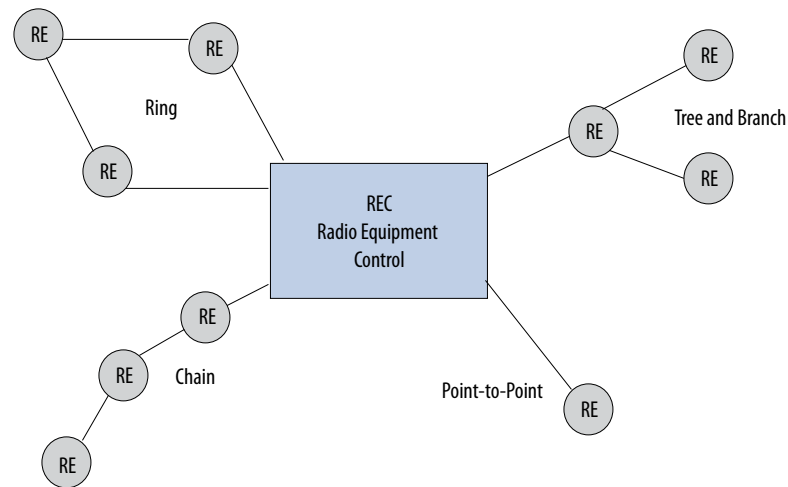 RE
RE
RE
Ring
RE
Tree and Branch
RE
RE
REC
Radio Equipment
Control
RE
RE
Chain
RE
Point-to-Point
RE